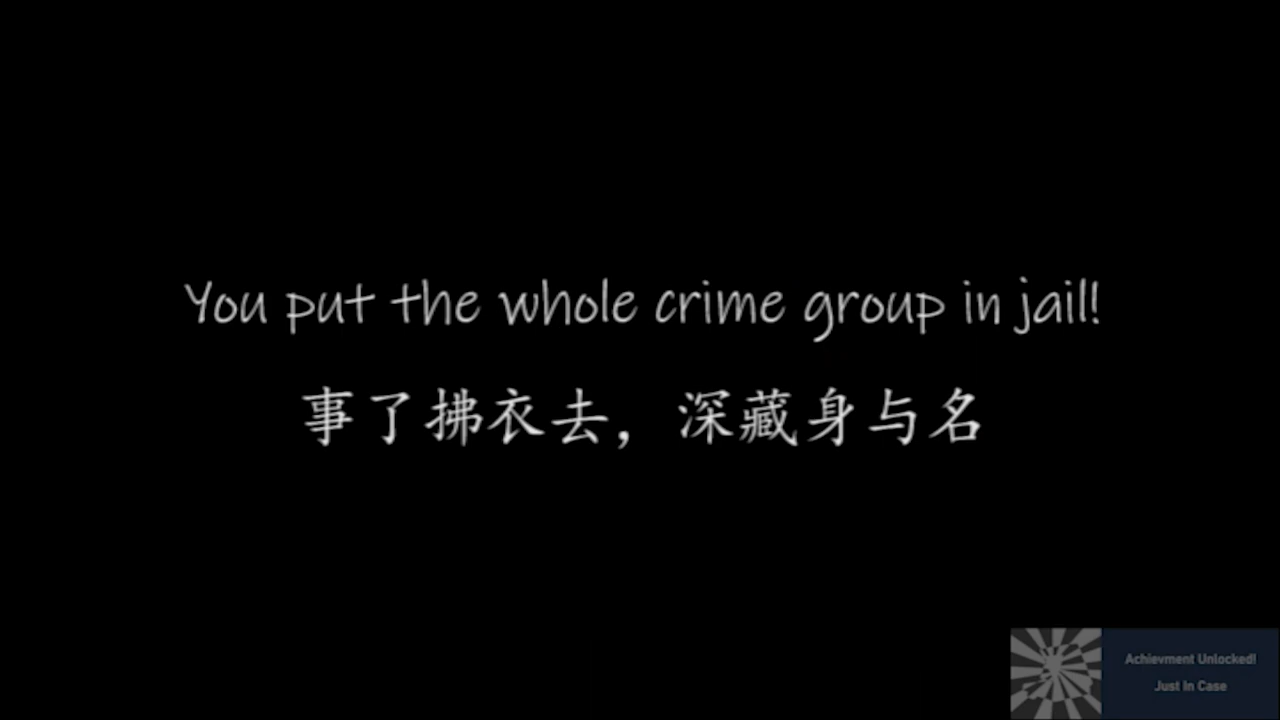 You put the whole crime group in jail!
事了拂衣去，深藏身与名
Achievment Unlocked!
Just In Case